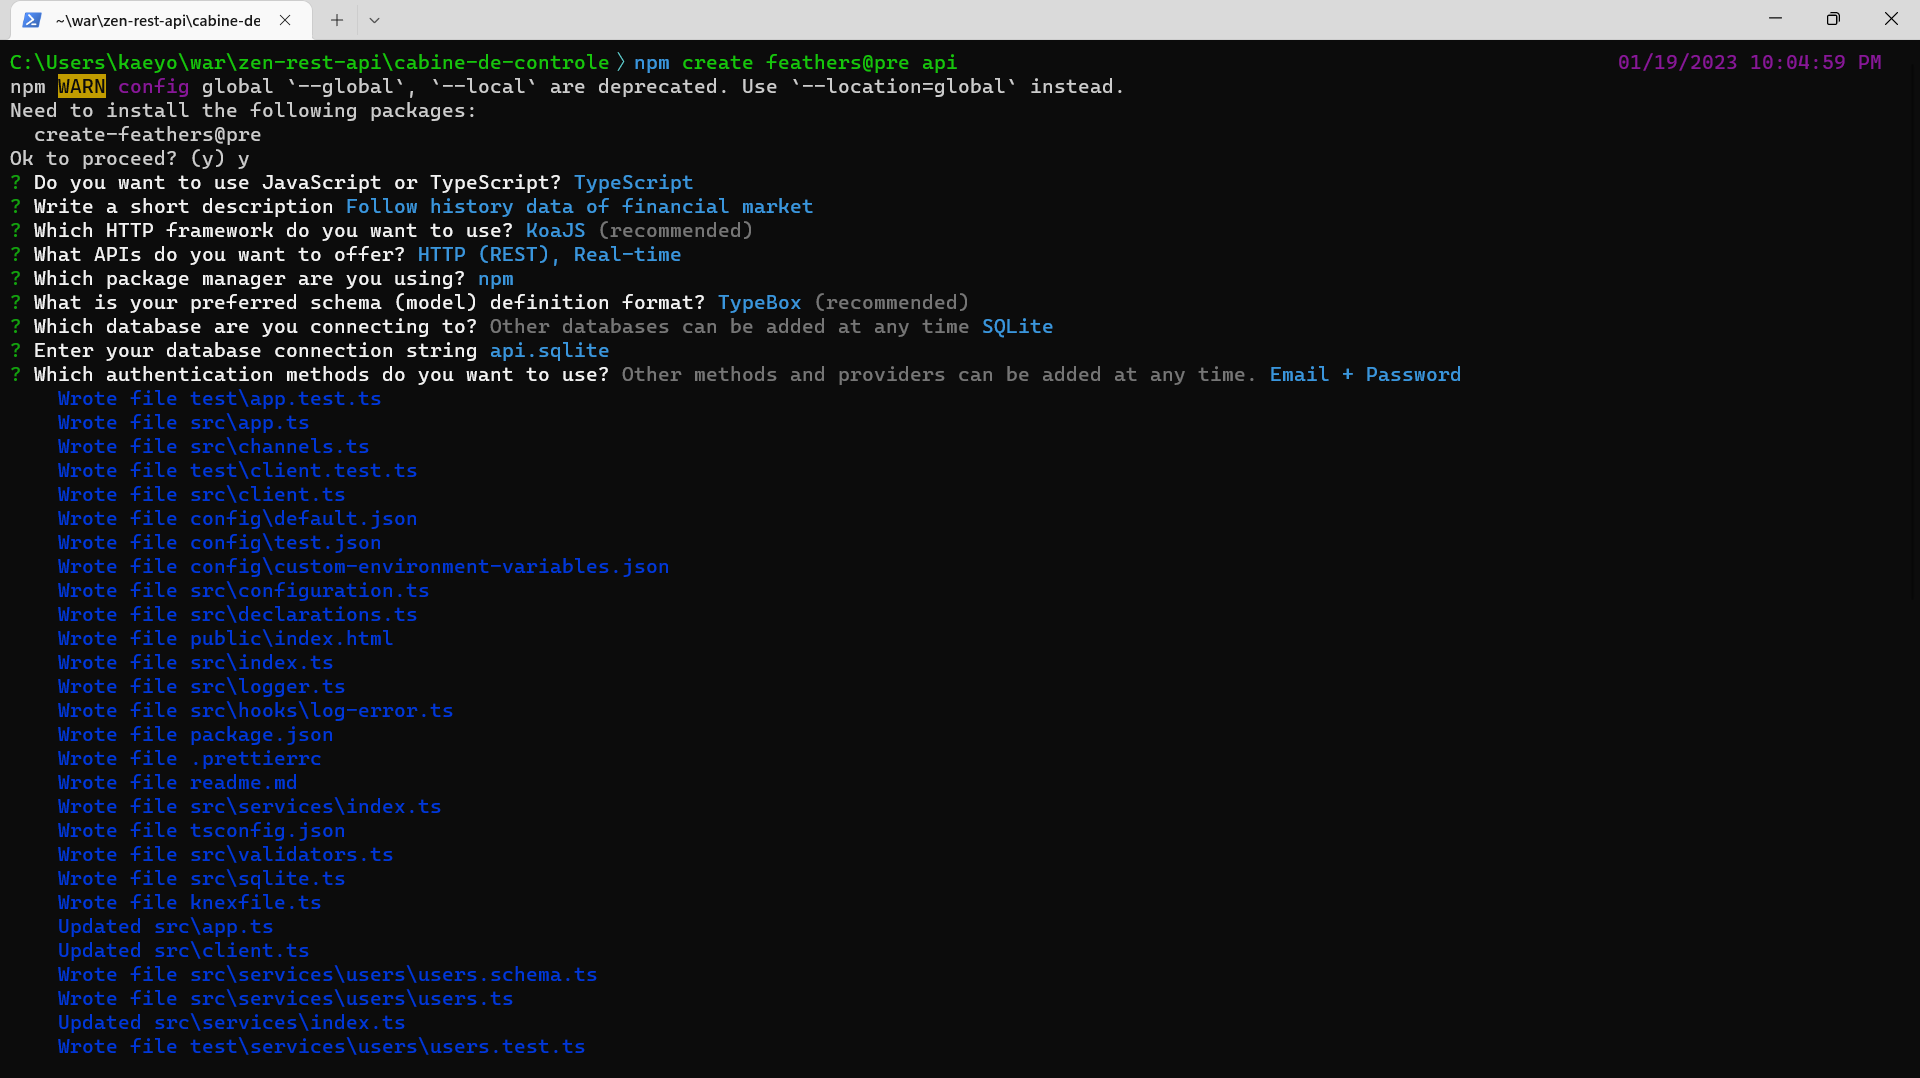 ~\war\zen-rest-api\cabine-de
C:\Users\kaeyo\war\zen-rest-api\cabine-de-controle〉npm create feathers@pre api 01/19/2023 10:04:59 PM
npm WARN config global `--global`, `--local` are deprecated. Use `--location=global` instead.
Need to install the following packages:
create-feathers@pre
Ok to proceed? (y) y
? Do you want to use JavaScript or TypeScript? TypeScript
? Write a short description Follow history data of financial market
? Which HTTP framework do you want to use? KoaJS (recommended)
? What APIs do you want to offer? HTTP (REST), Real-time
? Which package manager are you using? npm
? What is your preferred schema (model) definition format? TypeBox (recommended)
? Which database are you connecting to? Other databases can be added at any time SQLite
? Enter your database connection string api.sqlite
? Which authentication methods do you want to use? Other methods and providers can be added at any time. Email + Password
Wrote file test\app.test.ts
Wrote file src\app.ts
Wrote file src\channels.ts
Wrote file test\client.test.ts
Wrote file src\client.ts
Wrote file config\default.json
Wrote file config\test.json
Wrote file config\custom-environment-variables.json
Wrote file src\configuration.ts
Wrote file src\declarations.ts
Wrote file public\index.html
Wrote file src\index.ts
Wrote file src\logger.ts
Wrote file src\hooks\log-error.ts
Wrote file package.json
Wrote file .prettierrc
Wrote file readme.md
Wrote file src\services\index.ts
Wrote file tsconfig.json
Wrote file src\validators.ts
Wrote file src\sqlite.ts
Wrote file knexfile.ts
Updated src\app.ts
Updated src\client.ts
Wrote file src\services\users\users.schema.ts
Wrote file src\services\users\users.ts
Updated src\services\index.ts
Wrote file test\services\users\users.test.ts